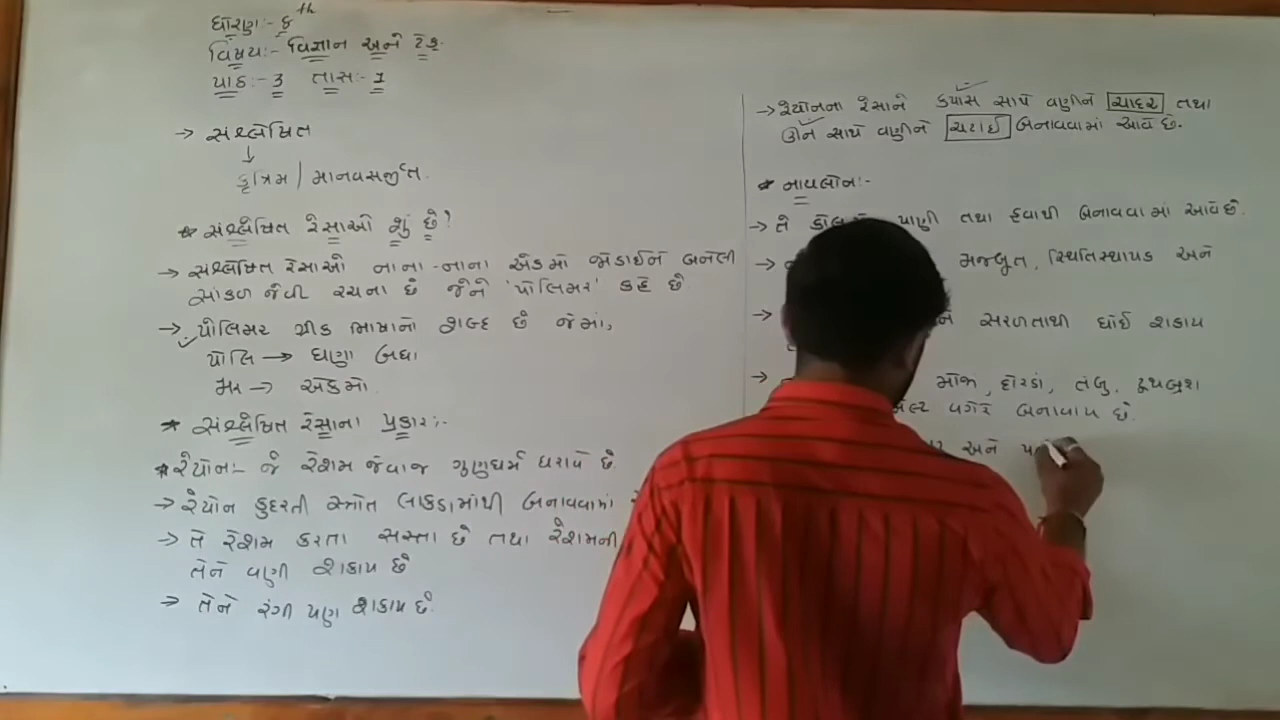 ધોરણ:- 8th
વિષય:- વિજ્ઞાન અને ટેક.
પાઠ:- 3 તાસ:- 1
→ સંશ્લેષિત
↓
કૃત્રિમ / માનવસર્જીત.
* સંશ્લેષિત રેસાઓ શું છે?
→ સંશ્લેષિત રેસાઓ નાના-નાના એકમો જોડાઈને બનેલી
સાંકળ જેવી રચના છે જેને 'પોલિમર' કહે છે
→ પોલિમર ગ્રીક ભાષાનો શબ્દ છે જેમાં,
પોલિ → ઘણા બધા
મર → એકમો.
* સંશ્લેષિત રેસાના પ્રકાર:-
* રેયોન:- જે રેશમ જેવાજ ગુણધર્મ ધરાવે છે.
→ રેયોન કુદરતી સ્ત્રોત લાકડામાંથી બનાવવામાં
→ તે રેશમ કરતા સસ્તા છે તથા રેશમની
તેને વણી શકાય છે
→ તેને રંગી પણ શકાય છે.
→ રેયોનના રેસાને કપાસ સાથે વણીને ચાદર તથા
ઊન સાથે વણીને ચટાઈ બનાવવામાં આવે છે.
* નાયલોન:-
→ તે પાણી તથા હવાથી બનાવવામાં આવે છે.
→ મજબૂત, સ્થિતિસ્થાપક અને
→ સરળતાથી ધોઈ શકાય
→ મોજા, દોરડાં, તંબુ, ટૂથબ્રશ
વગેરે બનાવાય છે.
અને